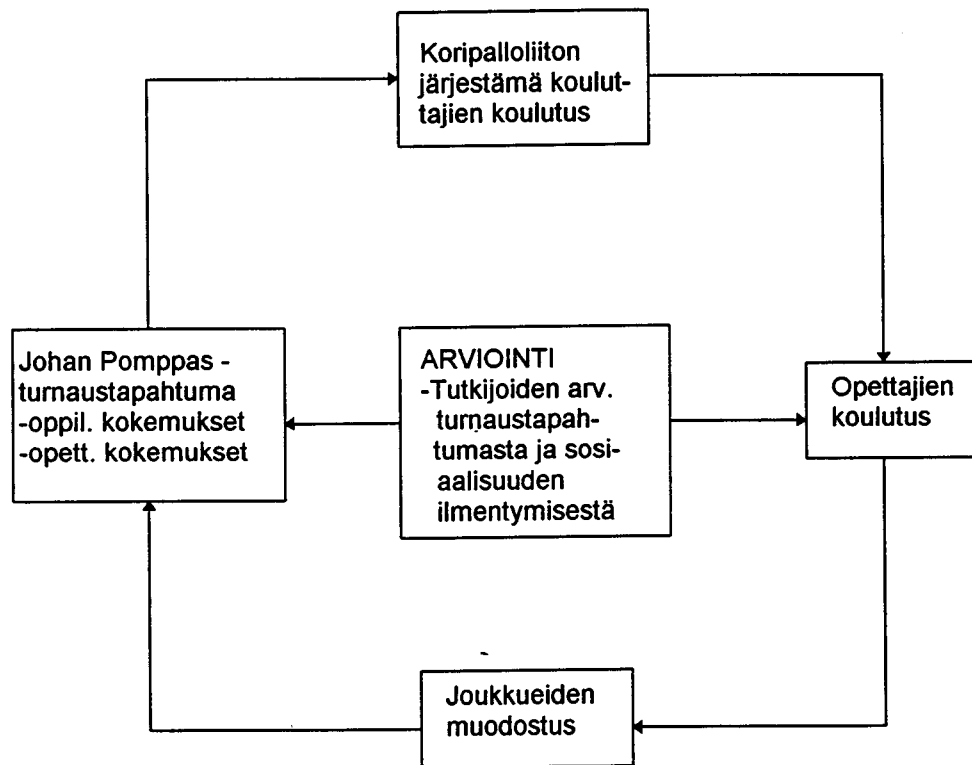 Koripalloliiton
järjestämä koulut-
tajien koulutus
Johan Pomppas -
turnaustapahtuma
-oppil. kokemukset
-opett. kokemukset
ARVIOINTI
-Tutkijoiden arv.
turnaustapah-
tumasta ja sosi-
aalisuuden
ilmentymisestä
Opettajien
koulutus
Joukkueiden
muodostus